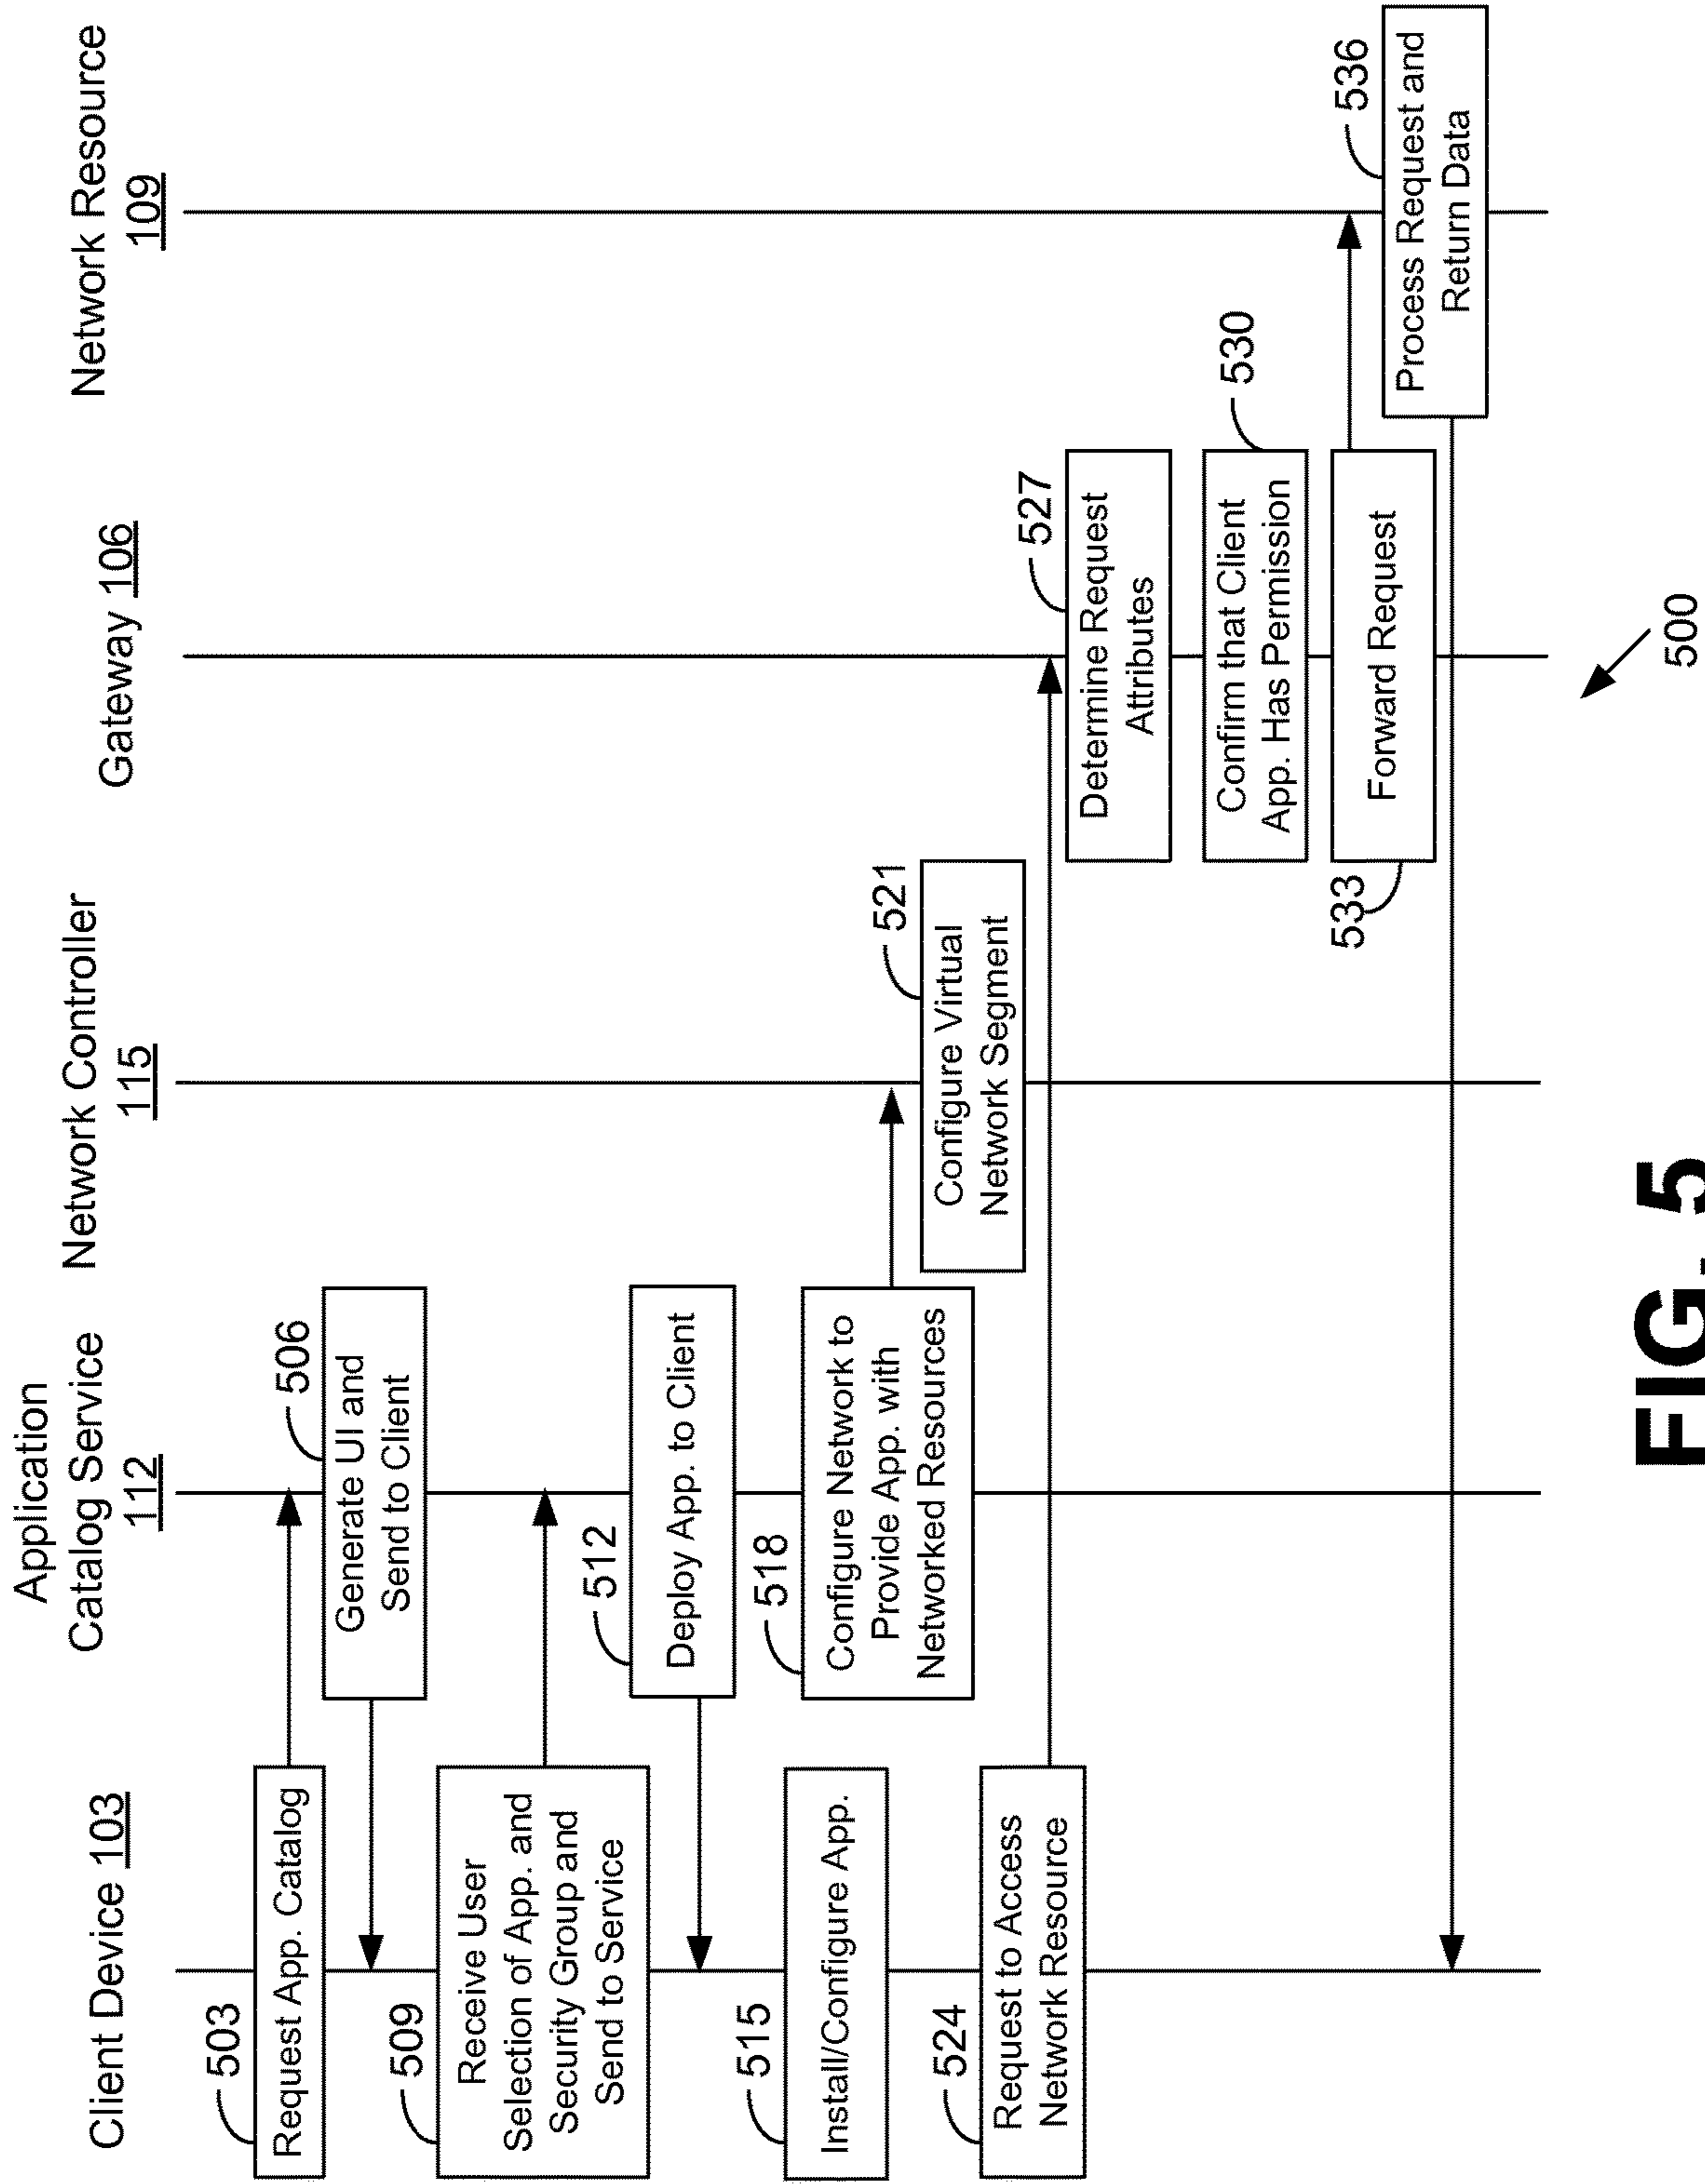 Client Device 103
Application
Catalog Service
112
Network Controller
115
Gateway 106
Network Resource
109
503
Request App. Catalog
506
Generate UI and
Send to Client
509
Receive User
Selection of App. and
Security Group and
Send to Service
512
Deploy App. to Client
515
Install/Configure App.
518
Configure Network to
Provide App. with
Networked Resources
521
Configure Virtual
Network Segment
524
Request to Access
Network Resource
527
Determine Request
Attributes
530
Confirm that Client
App. Has Permission
533
Forward Request
536
Process Request and
Return Data
500
FIG. 5